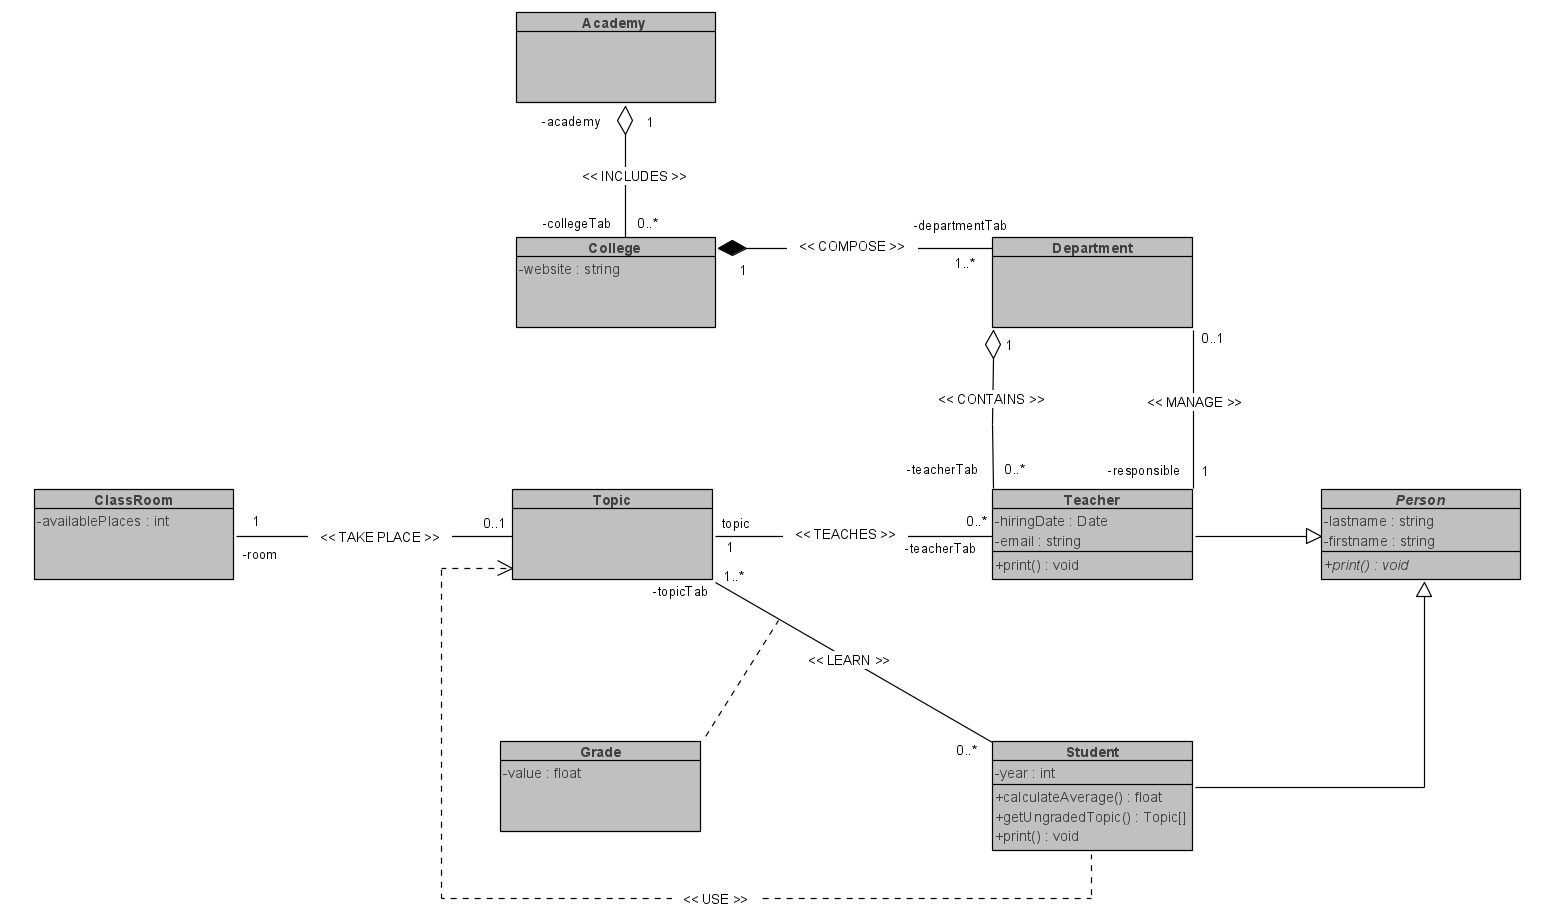 Academy
-academy
1
<< INCLUDES >>
-collegeTab
0..*
College
-website : string
1
<< COMPOSE >>
-departmentTab
1..*
Department
1
0..1
<< CONTAINS >>
<< MANAGE >>
-teacherTab
0..*
-responsible
1
ClassRoom
-availablePlaces : int
1
-room
<< TAKE PLACE >>
0..1
Topic
topic
1
<< TEACHES >>
0..*
-teacherTab
Teacher
-hiringDate : Date
-email : string
+print() : void
Person
-lastname : string
-firstname : string
+print() : void
1..*
-topicTab
<< LEARN >>
0..*
Grade
-value : float
Student
-year : int
+calculateAverage() : float
+getUngradedTopic() : Topic[]
+print() : void
<< USE >>